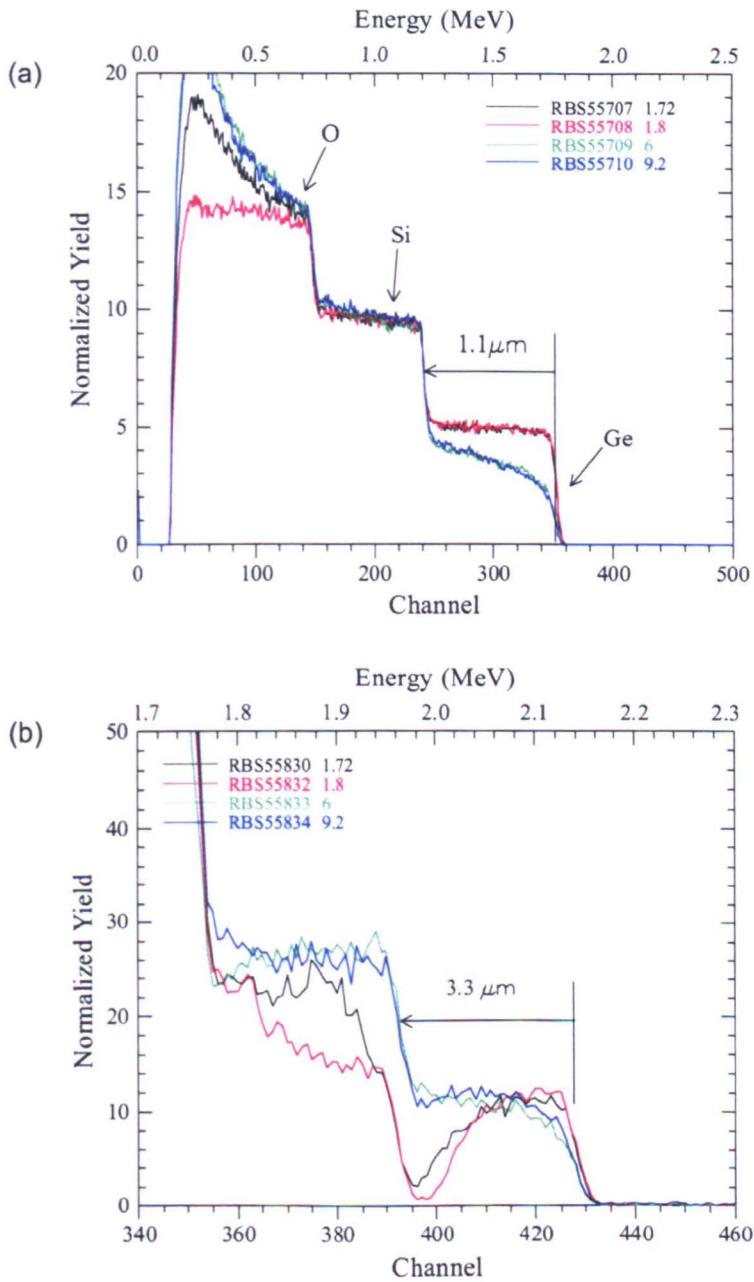 Energy (MeV)
0.0 0.5 1.0 1.5 2.0 2.5
(a)
20
15
10
5
0
Normalized Yield
RBS55707 1.72
RBS55708 1.8
RBS55709 6
RBS55710 9.2
O
Si
1.1μm
Ge
0 100 200 300 400 500
Channel
Energy (MeV)
1.7 1.8 1.9 2.0 2.1 2.2 2.3
(b)
50
40
30
20
10
0
Normalized Yield
RBS55830 1.72
RBS55832 1.8
RBS55833 6
RBS55834 9.2
3.3 μm
340 360 380 400 420 440 460
Channel